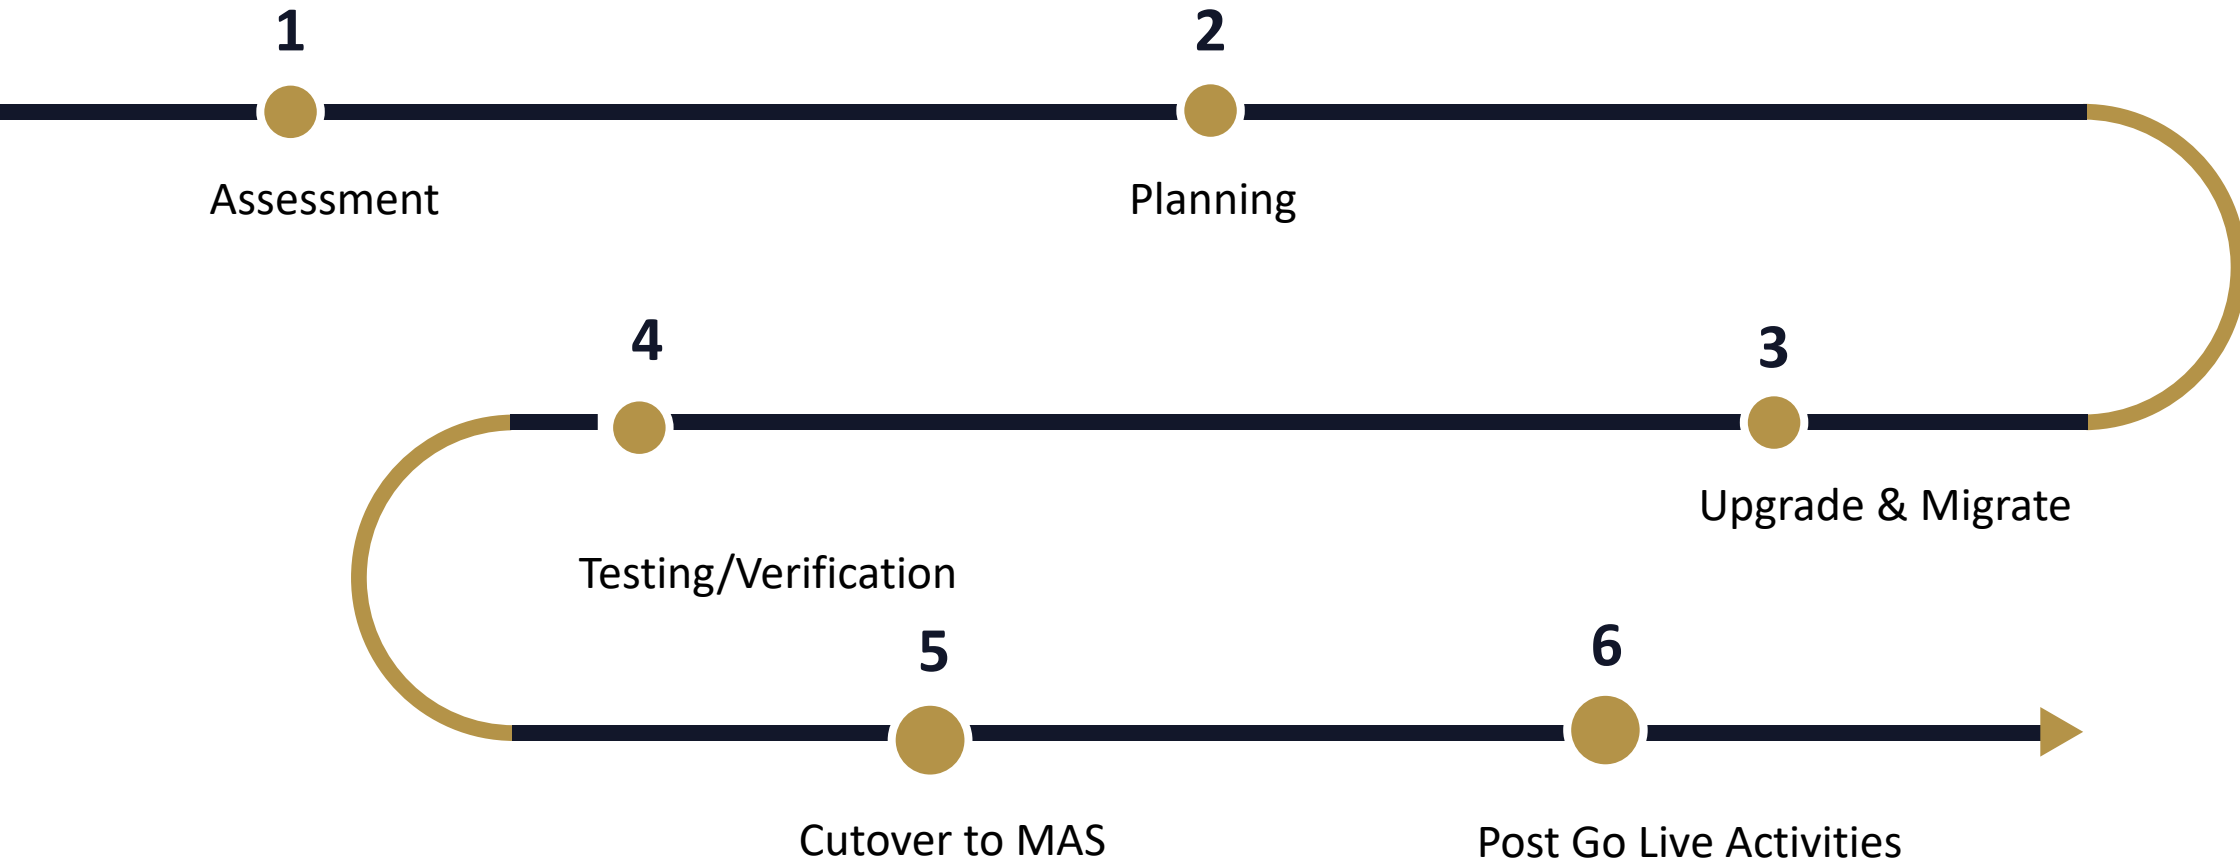 1
Assessment
2
Planning
3
Upgrade & Migrate
4
Testing/Verification
5
Cutover to MAS
6
Post Go Live Activities